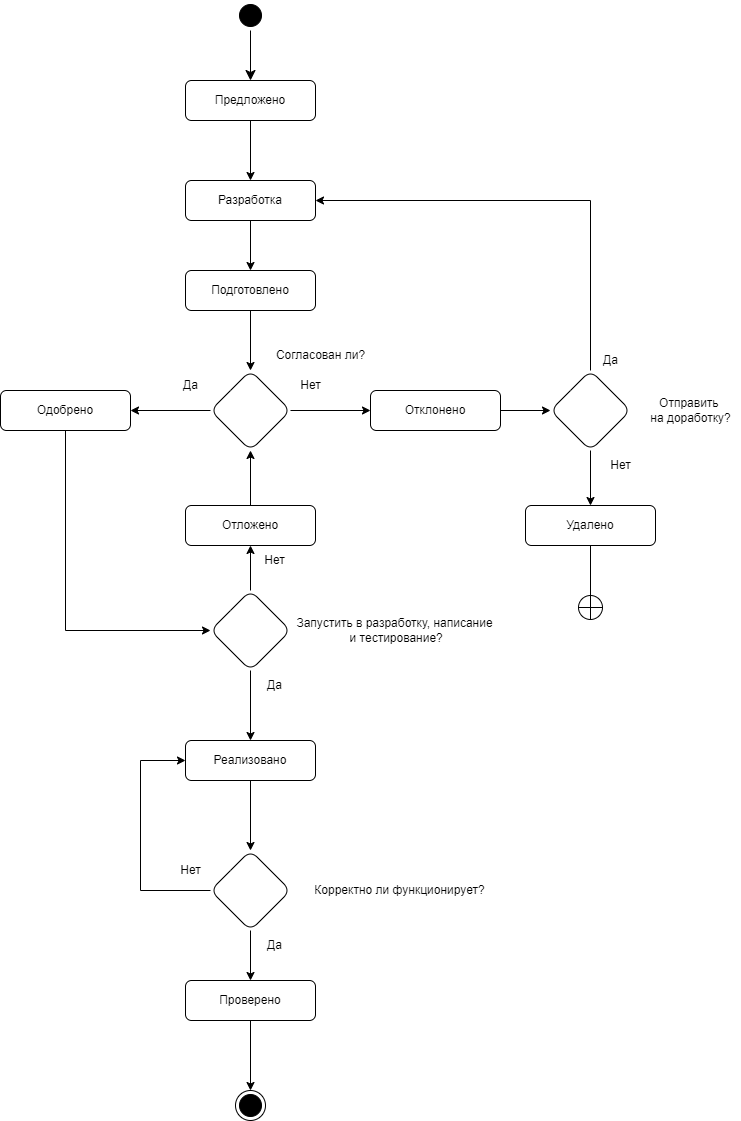 Предложено
Разработка
Подготовлено
Согласован ли?
Да
Нет
Да
Одобрено
Отклонено
Отправить
на доработку?
Нет
Отложено
Удалено
Нет
Запустить в разработку, написание
и тестирование?
Да
Реализовано
Нет
Корректно ли функционирует?
Да
Проверено